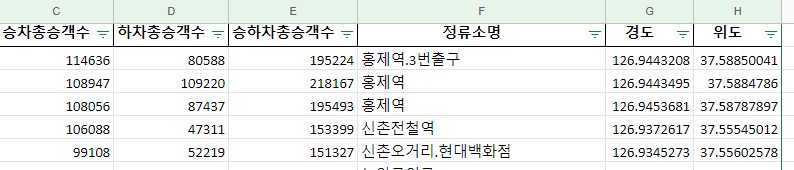 C D E F G H
승차총승객수 하차총승객수 승하차총승객수 정류소명 경도 위도
114636 80588 195224 홍제역.3번출구 126.9443208 37.58850041
108947 109220 218167 홍제역 126.9443495 37.5884786
108056 87437 195493 홍제역 126.9453681 37.58787897
106088 47311 153399 신촌전철역 126.9372617 37.55545012
99108 52219 151327 신촌오거리.현대백화점 126.9345273 37.55602578